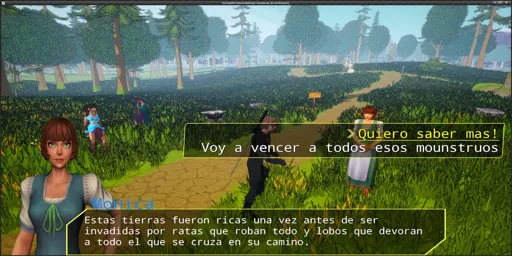 Quiero saber mas!
Voy a vencer a todos esos mounstruos
Monica
Estas tierras fueron ricas una vez antes de ser
invadidas por ratas que roban todo y lobos que devoran
a todo el que se cruza en su camino.